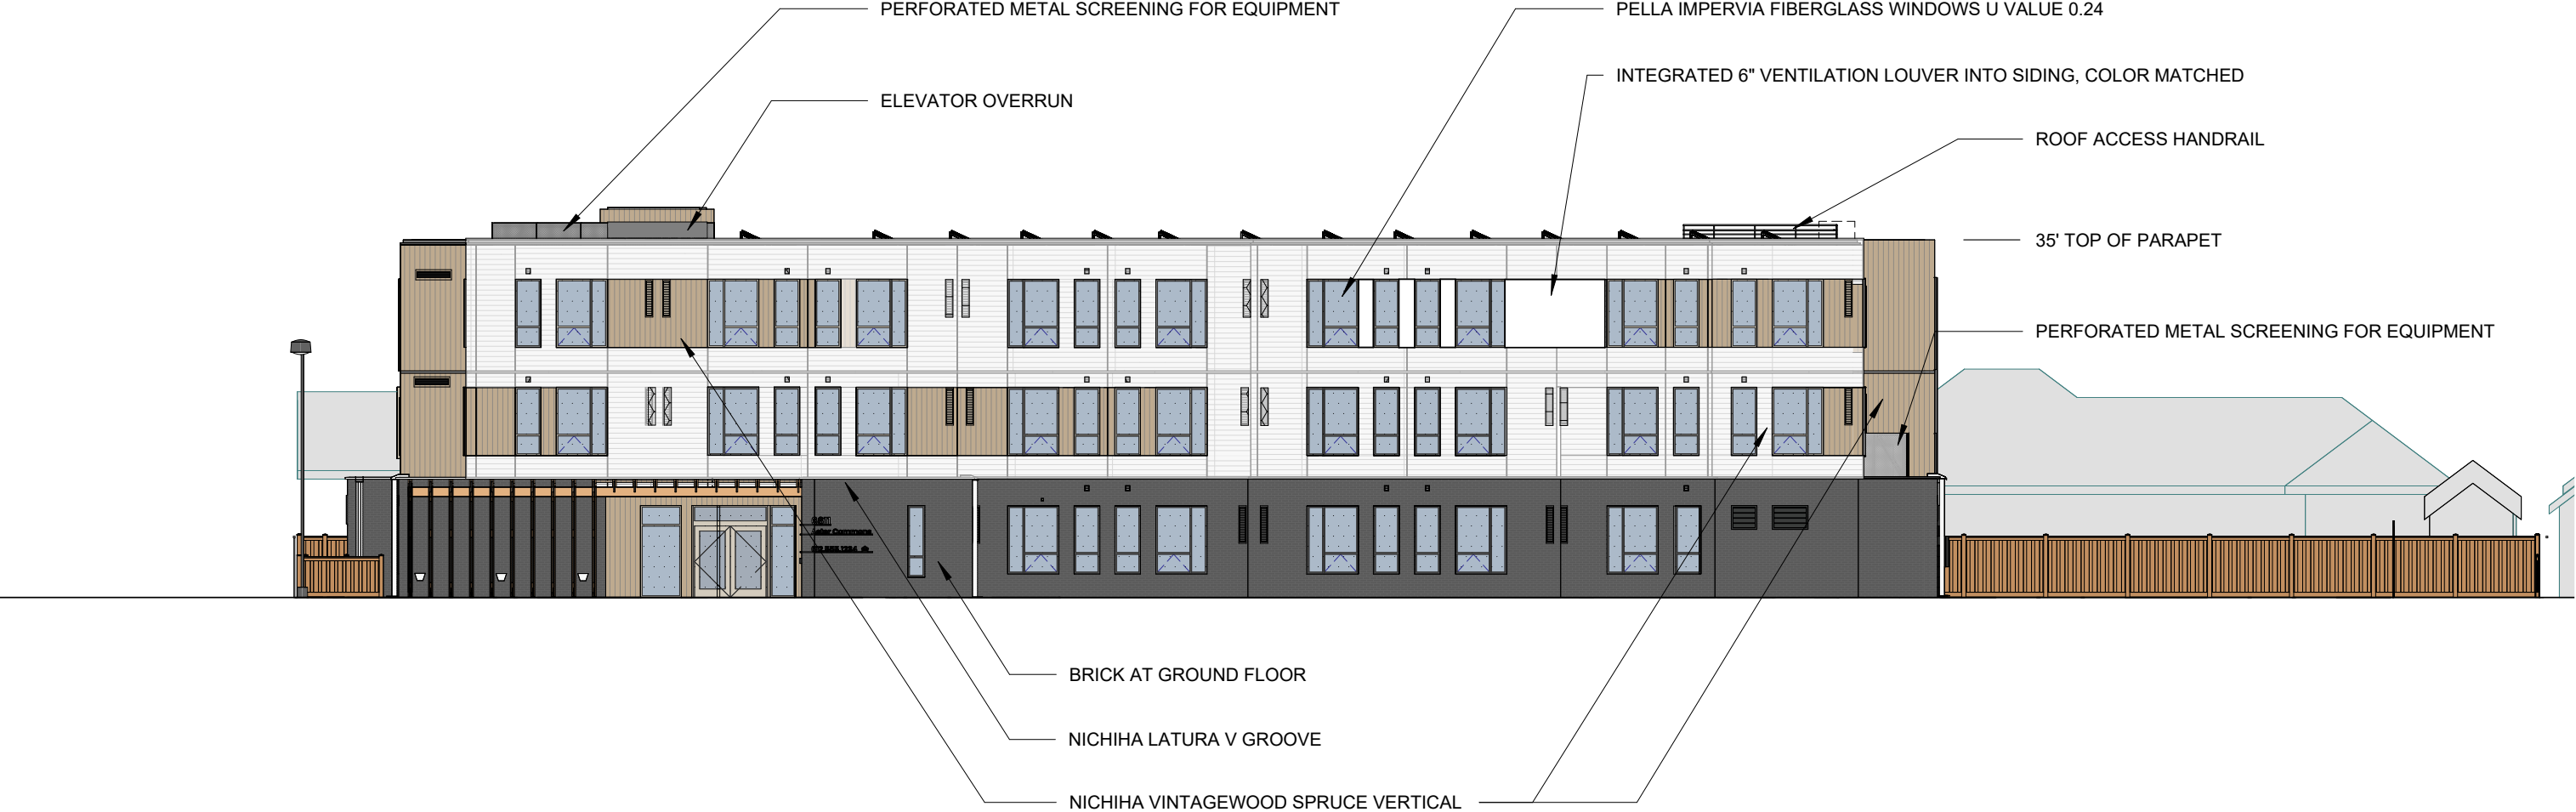 PERFORATED METAL SCREENING FOR EQUIPMENT
PELLA IMPERVIA FIBERGLASS WINDOWS U VALUE 0.24
INTEGRATED 6" VENTILATION LOUVER INTO SIDING, COLOR MATCHED
ELEVATOR OVERRUN
ROOF ACCESS HANDRAIL
35' TOP OF PARAPET
PERFORATED METAL SCREENING FOR EQUIPMENT
Commons
BRICK AT GROUND FLOOR
NICHIHA LATURA V GROOVE
NICHIHA VINTAGEWOOD SPRUCE VERTICAL